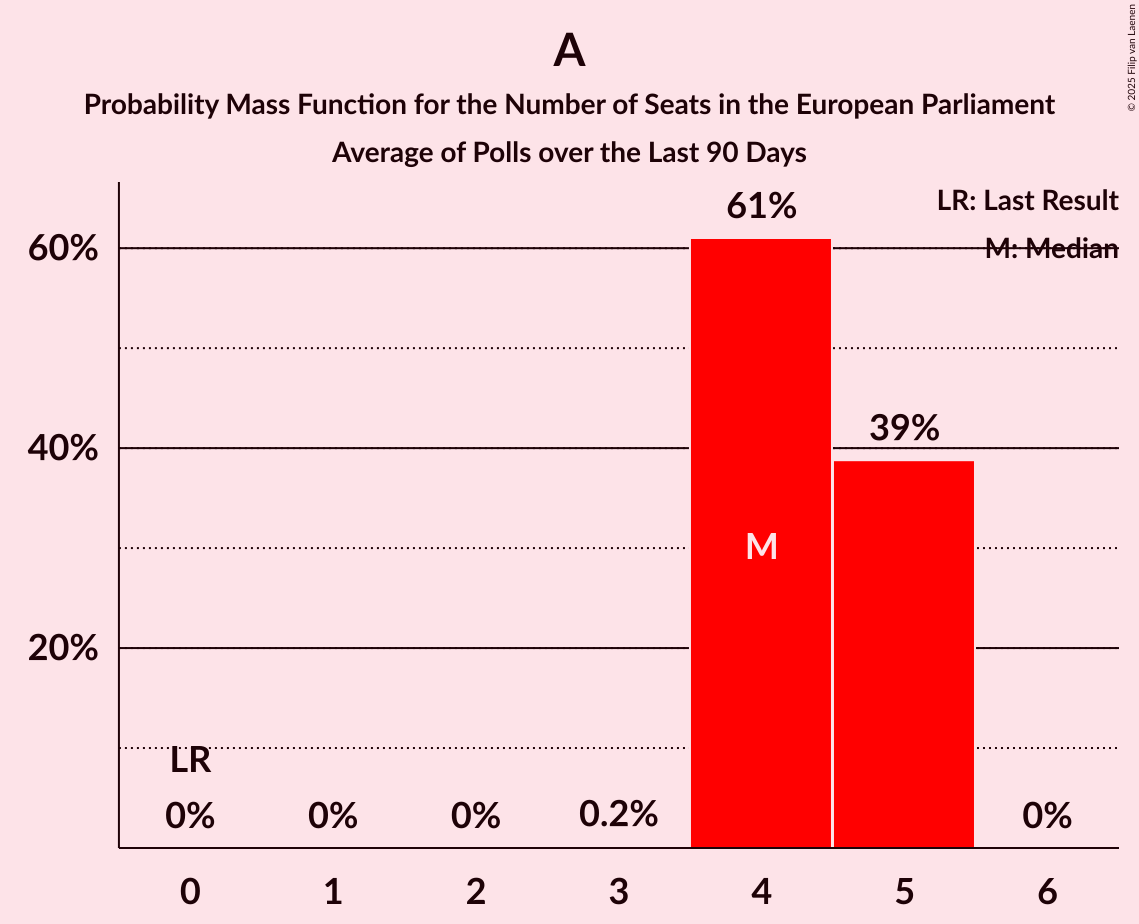 A
Probability Mass Function for the Number of Seats in the European Parliament
Average of Polls over the Last 90 Days
© 2025 Filip van Laenen
LR: Last Result
M: Median
61%
60%
39%
40%
M
20%
LR
0%
0%
0%
0.2%
0%
0
1
2
3
4
5
6